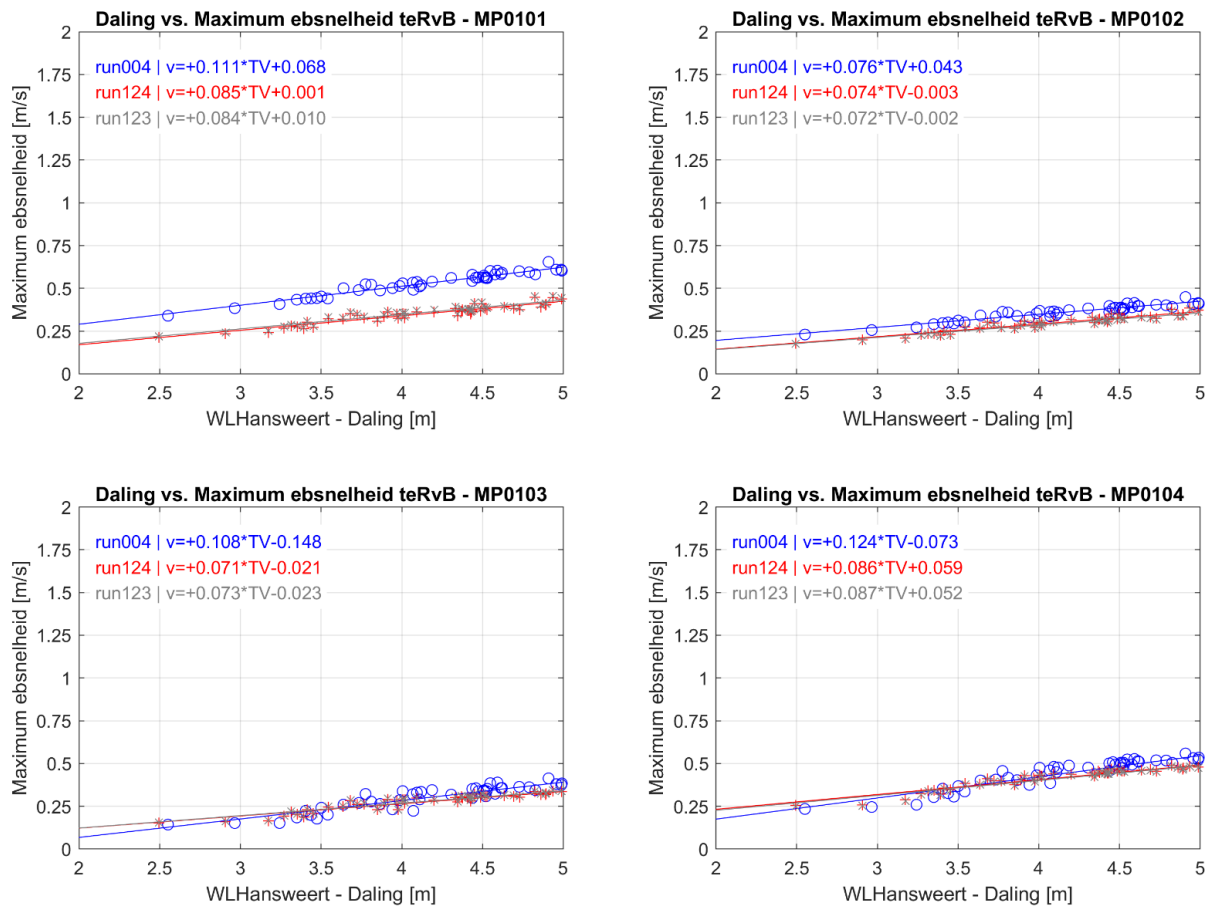 Daling vs. Maximum ebsnelheid teRvB - MP0101
run004 | v=+0.111*TV+0.068
run124 | v=+0.085*TV+0.001
run123 | v=+0.084*TV+0.010
Maximum ebsnelheid [m/s]
2
1.75
1.5
1.25
1
0.75
0.5
0.25
0
2 2.5 3 3.5 4 4.5 5
WLHansweert - Daling [m]
Daling vs. Maximum ebsnelheid teRvB - MP0102
run004 | v=+0.076*TV+0.043
run124 | v=+0.074*TV-0.003
run123 | v=+0.072*TV-0.002
Maximum ebsnelheid [m/s]
2
1.75
1.5
1.25
1
0.75
0.5
0.25
0
2 2.5 3 3.5 4 4.5 5
WLHansweert - Daling [m]
Daling vs. Maximum ebsnelheid teRvB - MP0103
run004 | v=+0.108*TV-0.148
run124 | v=+0.071*TV-0.021
run123 | v=+0.073*TV-0.023
Maximum ebsnelheid [m/s]
2
1.75
1.5
1.25
1
0.75
0.5
0.25
0
2 2.5 3 3.5 4 4.5 5
WLHansweert - Daling [m]
Daling vs. Maximum ebsnelheid teRvB - MP0104
run004 | v=+0.124*TV-0.073
run124 | v=+0.086*TV+0.059
run123 | v=+0.087*TV+0.052
Maximum ebsnelheid [m/s]
2
1.75
1.5
1.25
1
0.75
0.5
0.25
0
2 2.5 3 3.5 4 4.5 5
WLHansweert - Daling [m]